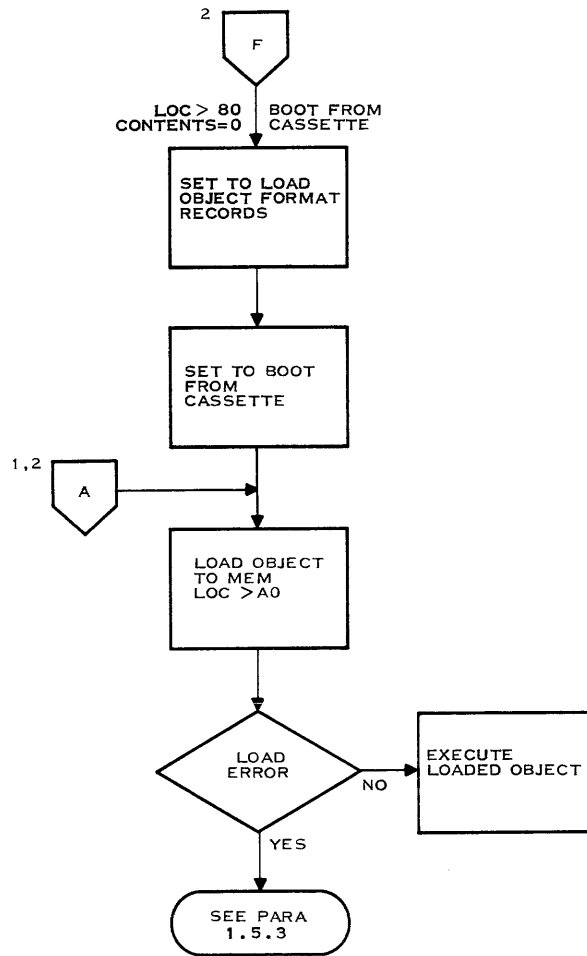 2
F
LOC> 80 BOOT FROM
CONTENTS=0 CASSETTE
SET TO LOAD
OBJECT FORMAT
RECORDS
SET TO BOOT
FROM
CASSETTE
1,2
A
LOAD OBJECT
TO MEM
LOC >A0
LOAD
ERROR
NO
EXECUTE
LOADED OBJECT
YES
SEE PARA
1.5.3